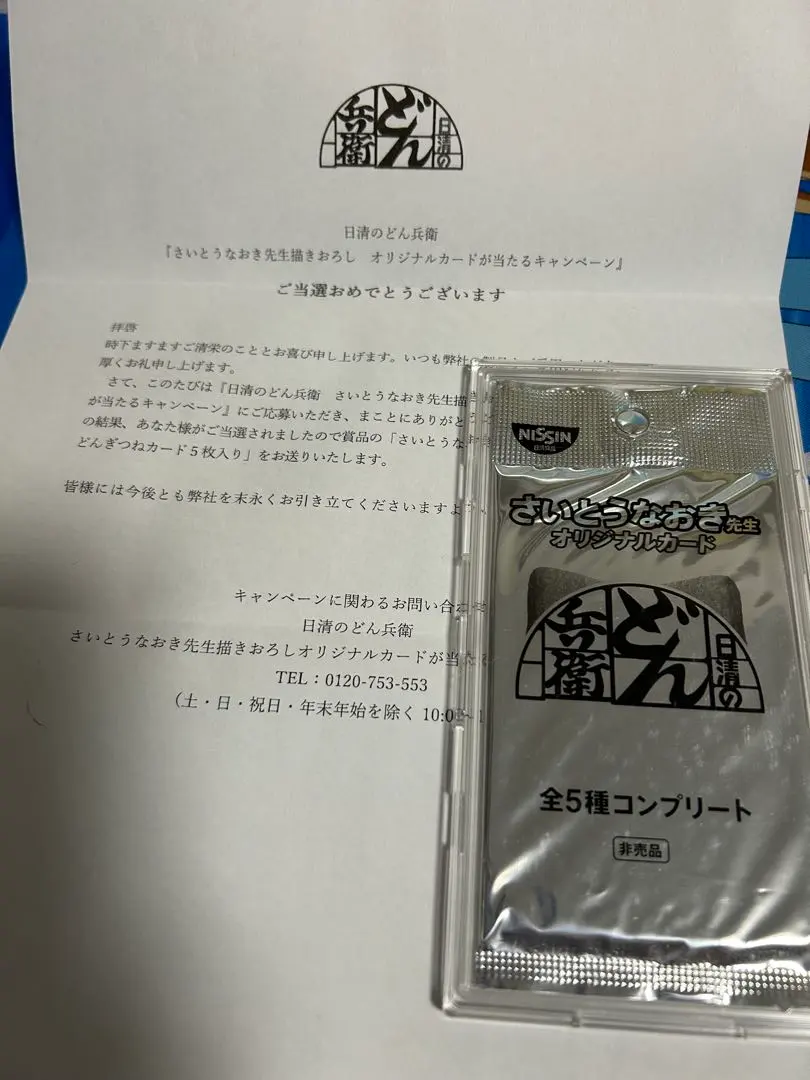 日清の
どん
兵衛
日清のどん兵衛
『さいとうなおき先生描きおろし　オリジナルカードが当たるキャンペーン』
ご当選おめでとうございます
拝啓
時下ますますご清栄のこととお喜び申し上げます。いつも弊社の
厚くお礼申し上げます。
さて、このたびは『日清のどん兵衛　さいとうなおき先生描き
が当たるキャンペーン』にご応募いただき、まことにありがとう
の結果、あなた様がご当選されましたので賞品の「さいとうな
どんぎつねカード５枚入り」をお送りいたします。
皆様には今後とも弊社を末永くお引き立てくださいますよ
キャンペーンに関わるお問い合わせ
日清のどん兵衛
さいとうなおき先生描きおろしオリジナルカードが当たる
TEL：0120-753-553
（土・日・祝日・年末年始を除く 10:00～1
NISSIN
日清食品
さいとうなおき先生
オリジナルカード
日清の
どん
兵衛
全5種コンプリート
非売品